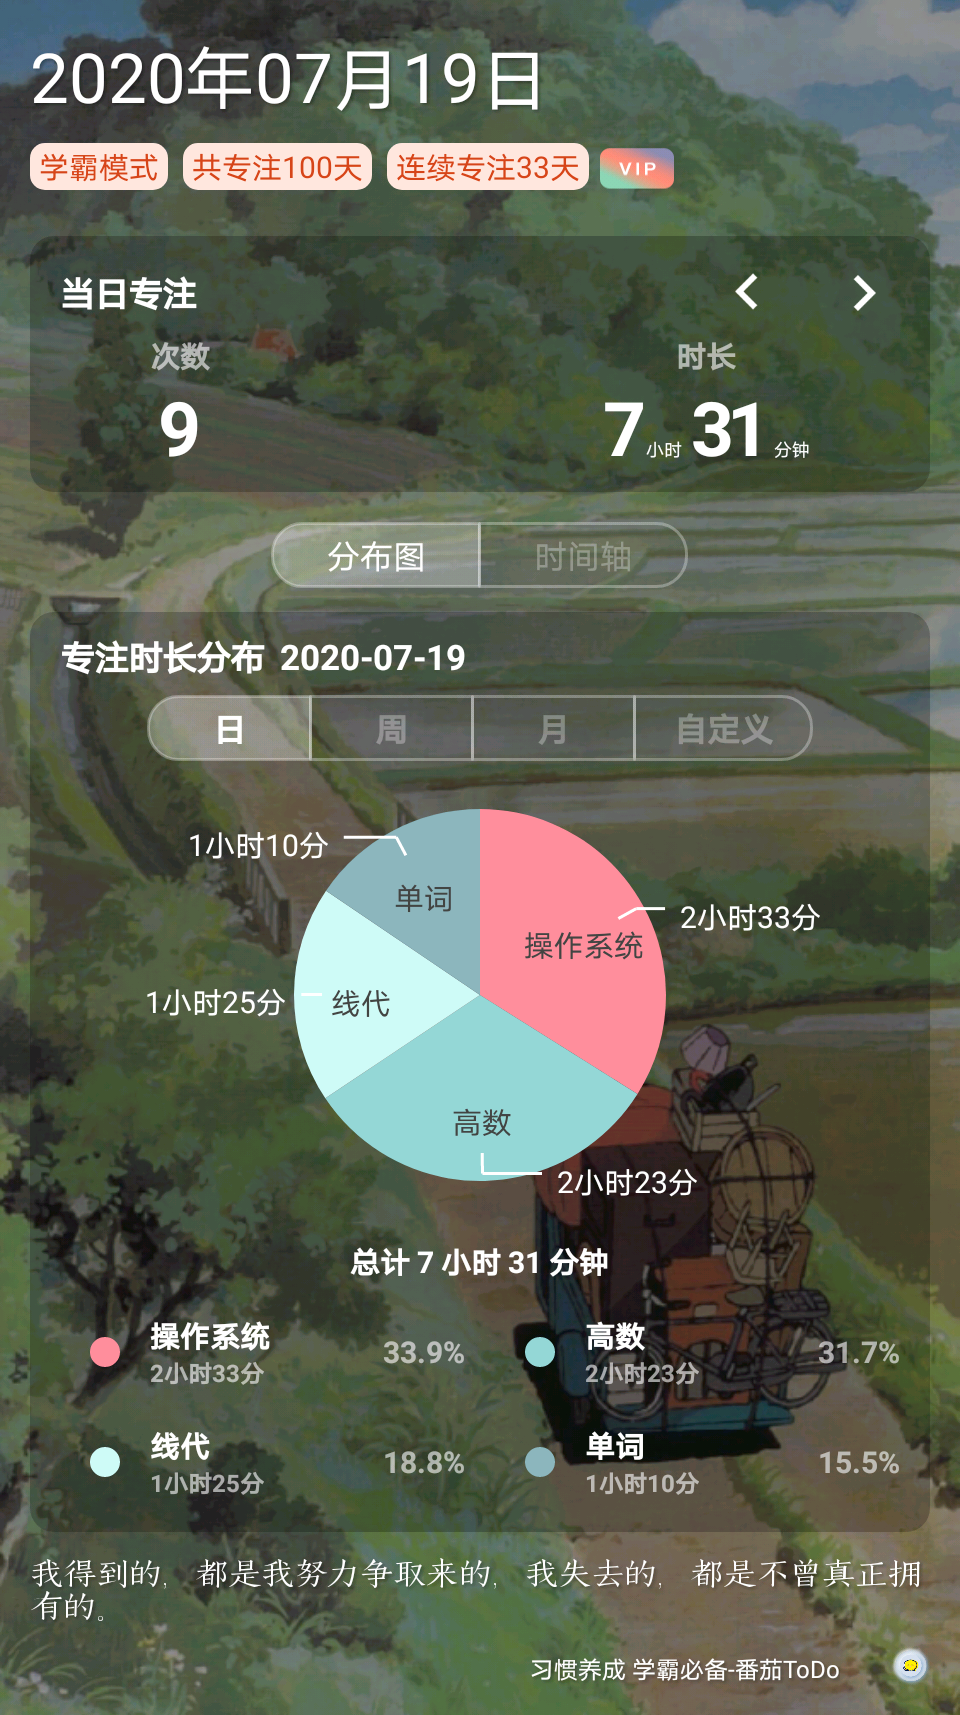 2020年07月19日
学霸模式 共专注100天 连续专注33天 VIP
当日专注
次数 时长
9 7小时31分钟
分布图 时间轴
专注时长分布 2020-07-19
日 周 月 自定义
1小时10分
单词
2小时33分
操作系统
1小时25分 线代
高数
2小时23分
总计 7 小时 31 分钟
操作系统 33.9% 高数 31.7%
2小时33分 2小时23分
线代 18.8% 单词 15.5%
1小时25分 1小时10分
我得到的，都是我努力争取来的，我失去的，都是不曾真正拥
有的。
习惯养成 学霸必备-番茄ToDo